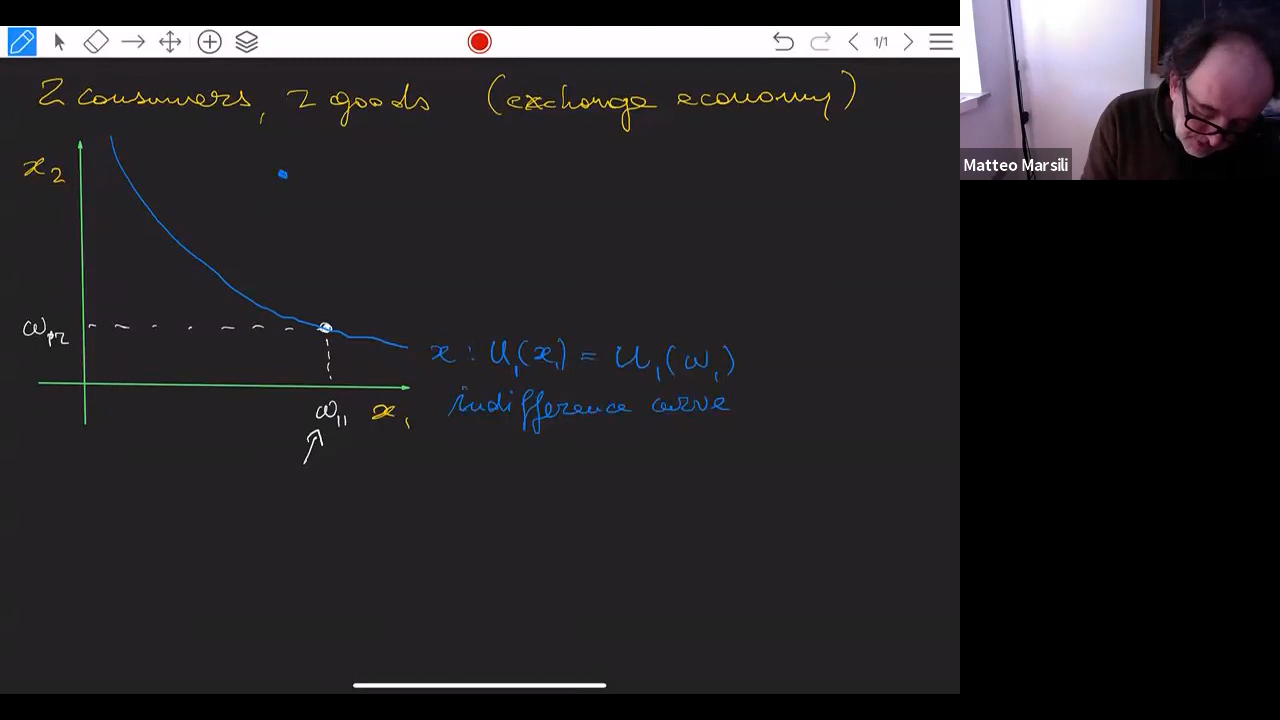 1/1
2 consumers, 2 goods (exchange economy)
Matteo Marsili
x₂
x : U₁(x₁) = U₁(ω₁)
ω₁₁ x₁ indifference curve